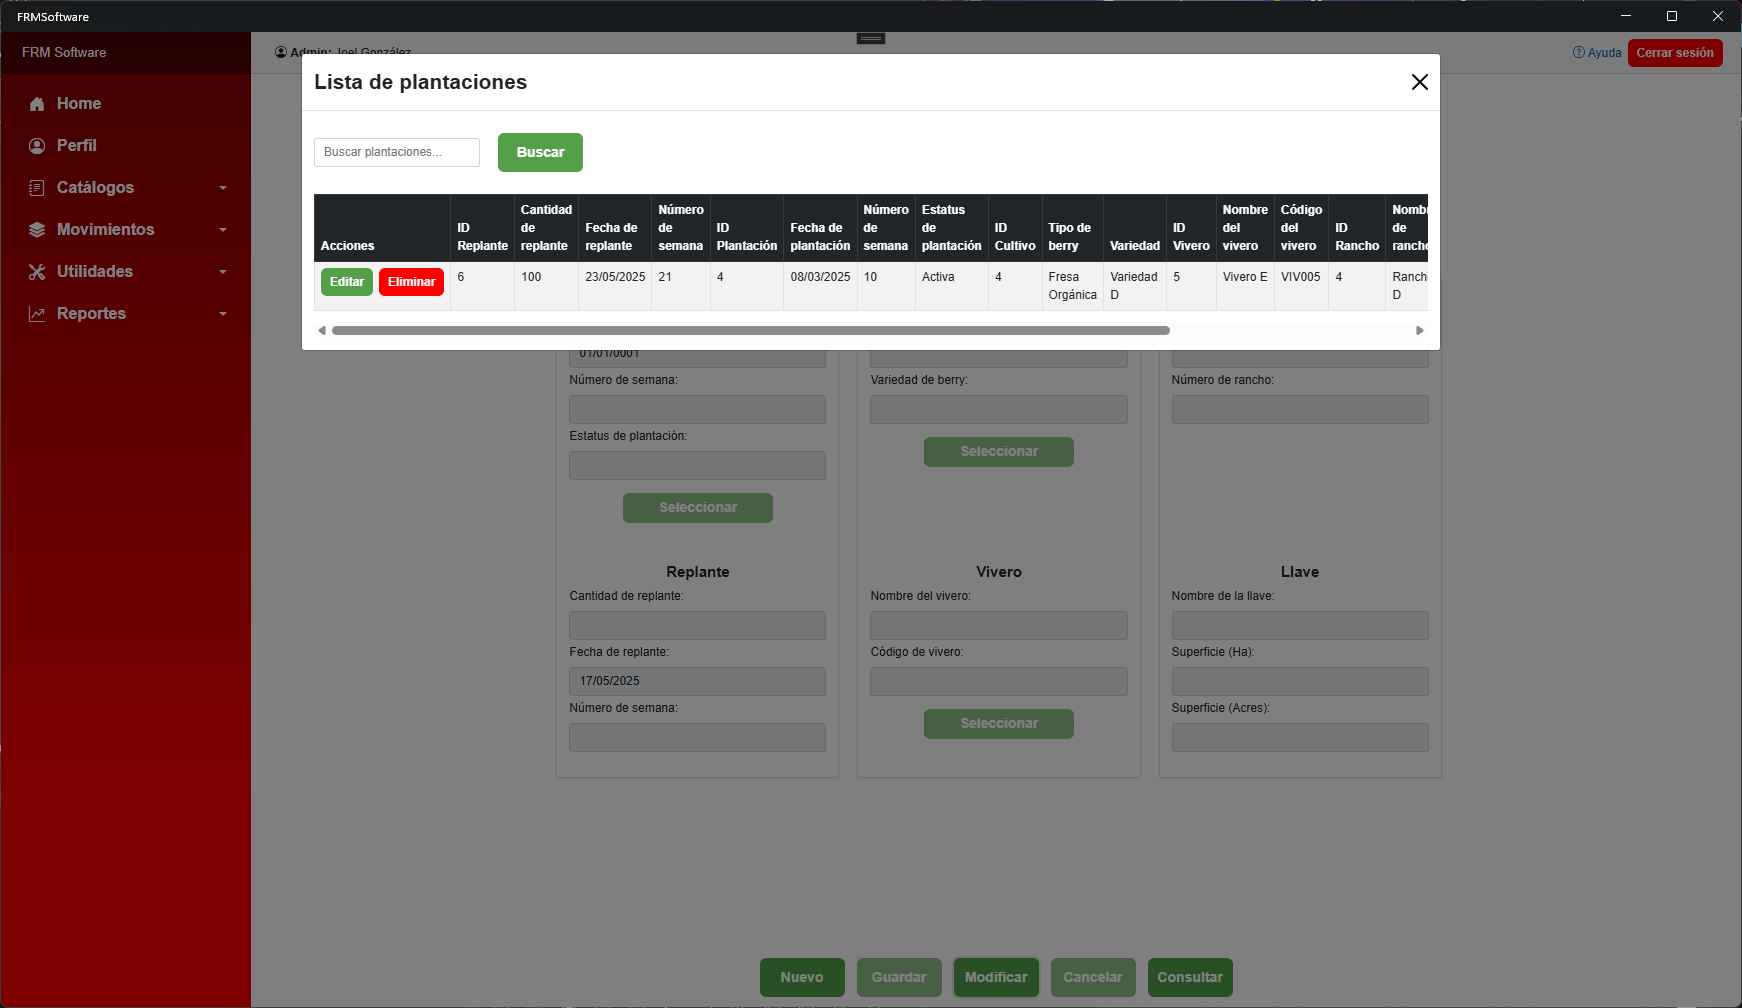 FRMSoftware
FRM Software
Admin: Joel González
Ayuda
Cerrar sesión
Home
Perfil
Catálogos
Movimientos
Utilidades
Reportes
Lista de plantaciones
Buscar plantaciones...
Buscar
Acciones
ID Replante
Cantidad de replante
Fecha de replante
Número de semana
ID Plantación
Fecha de plantación
Número de semana
Estatus de plantación
ID Cultivo
Tipo de berry
Variedad
ID Vivero
Nombre del vivero
Código del vivero
ID Rancho
Nomb de ranch
Editar
Eliminar
6
100
23/05/2025
21
4
08/03/2025
10
Activa
4
Fresa Orgánica
Variedad D
5
Vivero E
VIV005
4
Ranch D
01/01/0001
Número de semana:
Estatus de plantación:
Seleccionar
Variedad de berry:
Seleccionar
Número de rancho:
Replante
Cantidad de replante:
Fecha de replante:
17/05/2025
Número de semana:
Vivero
Nombre del vivero:
Código de vivero:
Seleccionar
Llave
Nombre de la llave:
Superficie (Ha):
Superficie (Acres):
Nuevo
Guardar
Modificar
Cancelar
Consultar